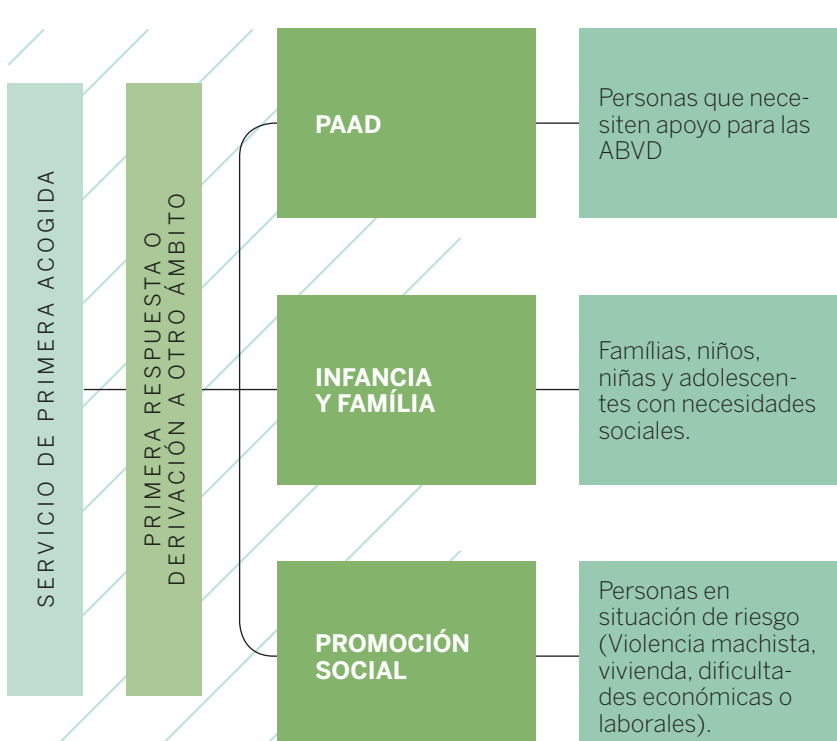 SERVICIO DE PRIMERA ACOGIDA
PRIMERA RESPUESTA O
DERIVACIÓN A OTRO ÁMBITO
PAAD
Personas que nece-
siten apoyo para las
ABVD
INFANCIA
Y FAMÍLIA
Famílias, niños,
niñas y adolescen-
tes con necesidades
sociales.
PROMOCIÓN
SOCIAL
Personas en
situación de riesgo
(Violencia machista,
vivienda, dificulta-
des económicas o
laborales).